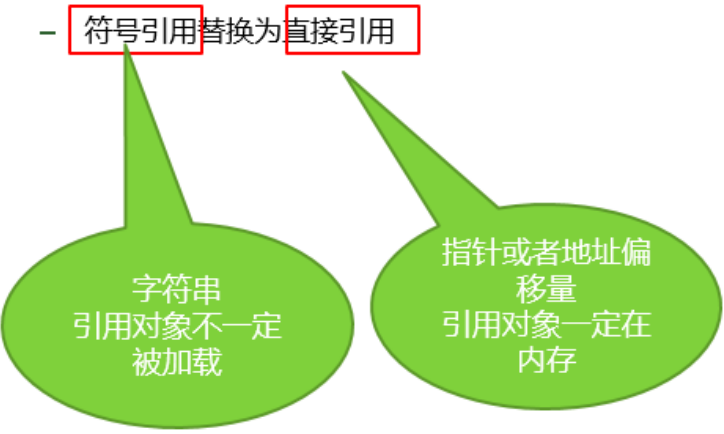 – 符号引用替换为直接引用
字符串
引用对象不一定
被加载
指针或者地址偏
移量
引用对象一定在
内存